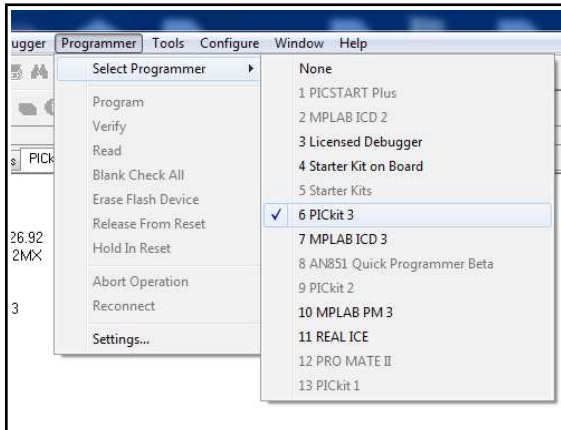 ugger Programmer Tools Configure Window Help
Select Programmer
Program
Verify
Read
Blank Check All
Erase Flash Device
Release From Reset
Hold In Reset
Abort Operation
Reconnect
Settings...
None
1 PICSTART Plus
2 MPLAB ICD 2
3 Licensed Debugger
4 Starter Kit on Board
5 Starter Kits
6 PICkit 3
7 MPLAB ICD 3
8 AN851 Quick Programmer Beta
9 PICkit 2
10 MPLAB PM 3
11 REAL ICE
12 PRO MATE II
13 PICkit 1
s PICk
26.92
2MX
3